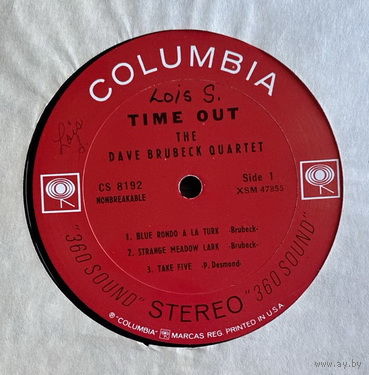 COLUMBIA
Lois S.
TIME OUT
THE
DAVE BRUBECK QUARTET
CS 8192
NONBREAKABLE
Side 1
XSM 47855
1. BLUE RONDO A LA TURK -Brubeck-
2. STRANGE MEADOW LARK -Brubeck-
3. TAKE FIVE -P. Desmond-
"360 SOUND" STEREO "360 SOUND"
® "COLUMBIA" MARCAS REG. PRINTED IN U.S.A.
www.ay.by